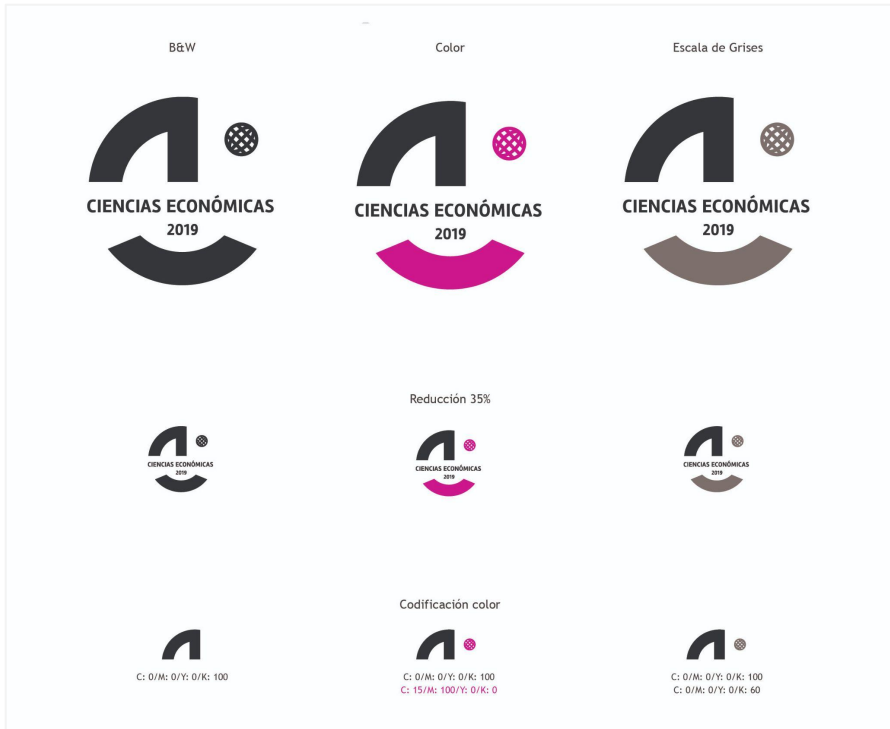 B&W
Color
Escala de Grises
CIENCIAS ECONÓMICAS
2019
CIENCIAS ECONÓMICAS
2019
CIENCIAS ECONÓMICAS
2019
Reducción 35%
CIENCIAS ECONÓMICAS
2019
CIENCIAS ECONÓMICAS
2019
CIENCIAS ECONÓMICAS
2019
Codificación color
C: 0/M: 0/Y: 0/K: 100
C: 0/M: 0/Y: 0/K: 100
C: 15/M: 100/Y: 0/K: 0
C: 0/M: 0/Y: 0/K: 100
C: 0/M: 0/Y: 0/K: 60